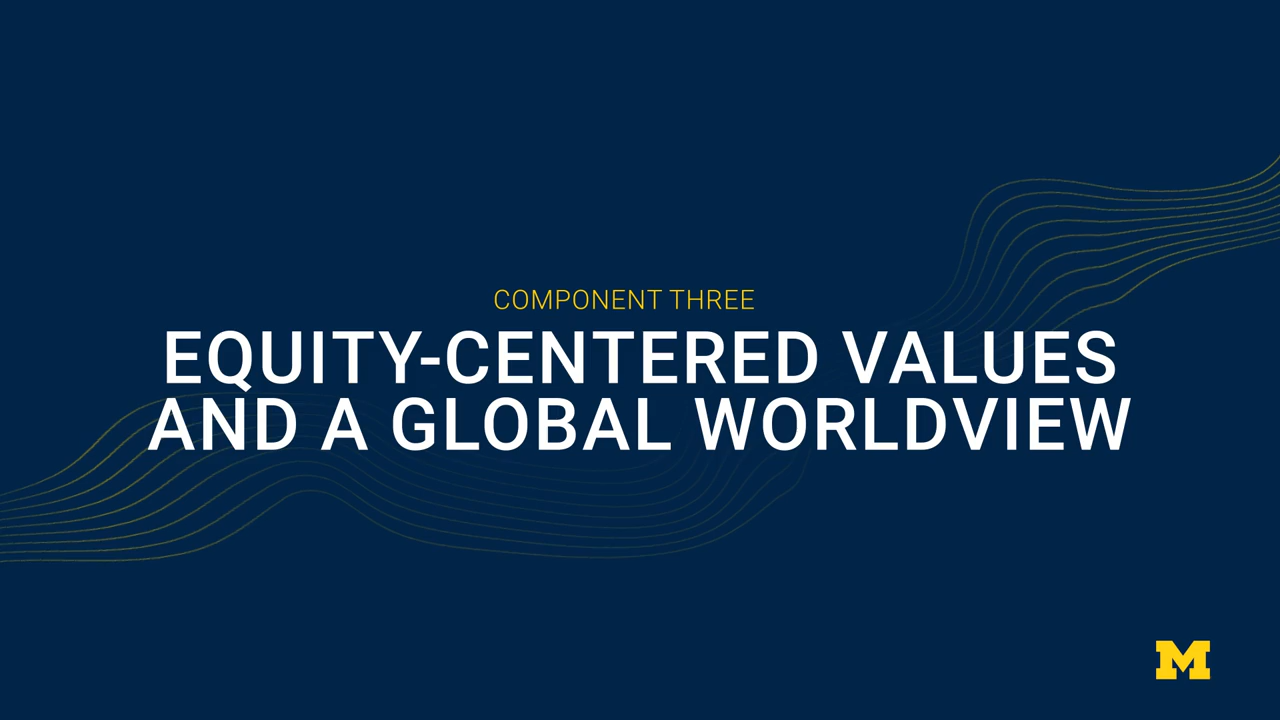 COMPONENT THREE
EQUITY-CENTERED VALUES
AND A GLOBAL WORLDVIEW
M